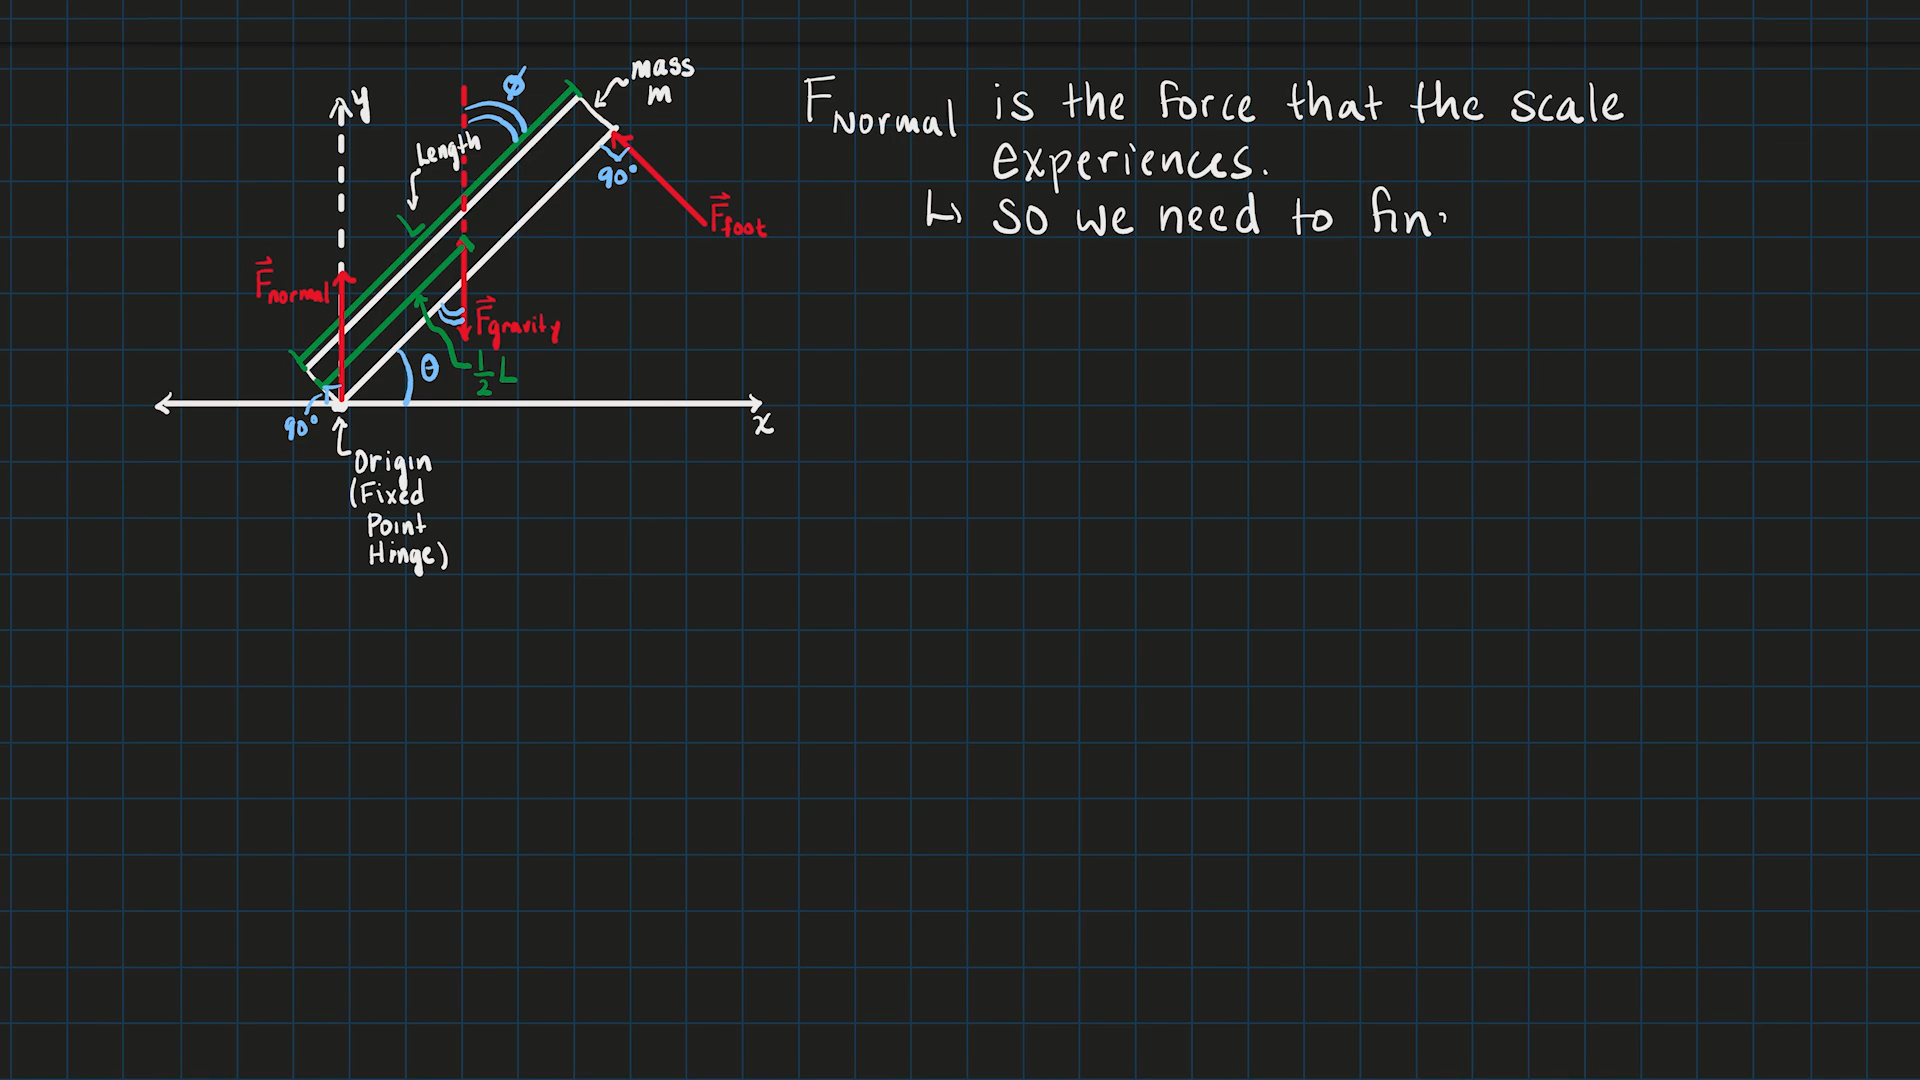 y
ϕ
mass
m
Length
L
90°
F⃗foot
F⃗normal
F⃗gravity
θ
½ L
90°
x
Origin
(Fixed
Point
Hinge)
FNormal is the force that the scale
experiences.
↳ so we need to fin